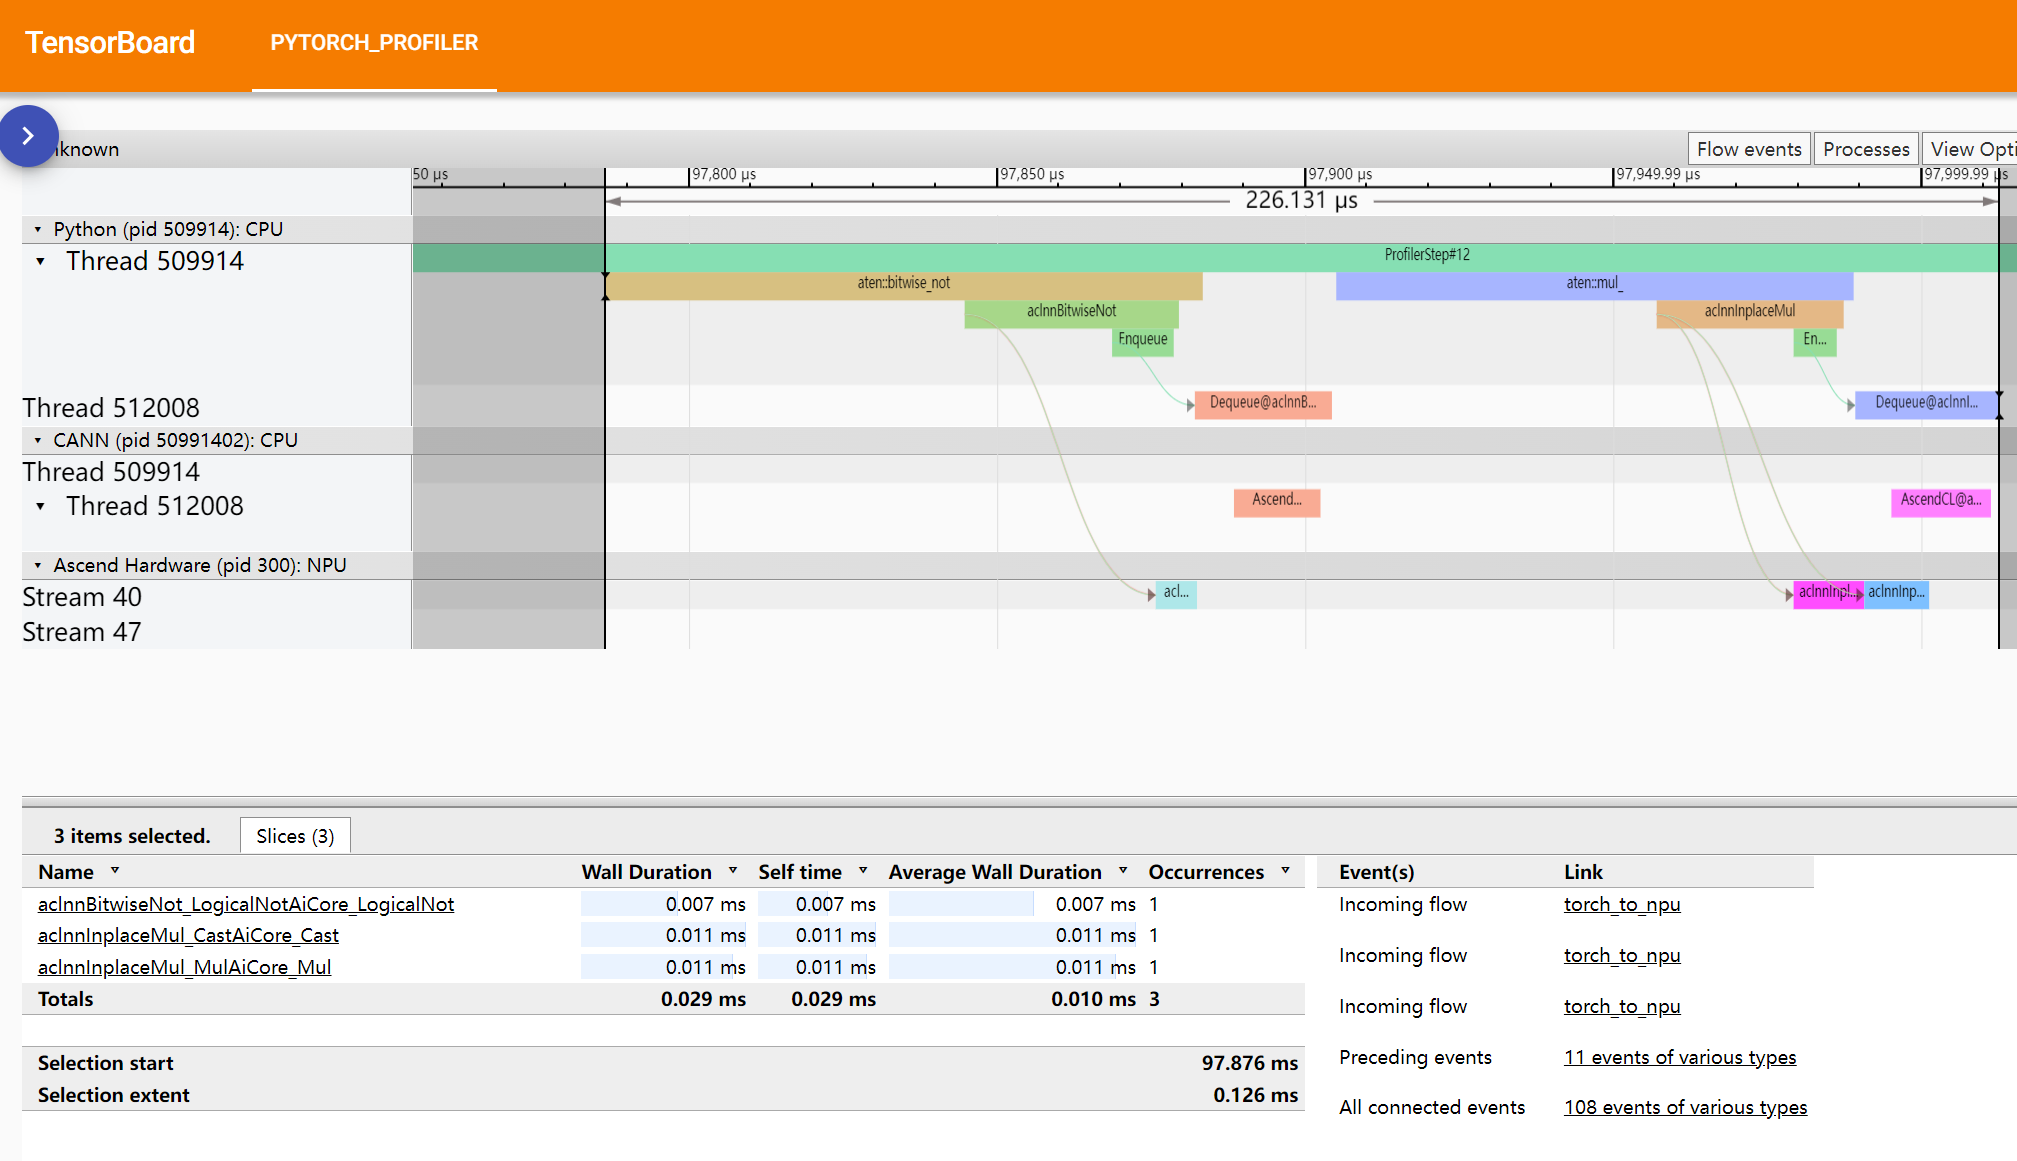 TensorBoard PYTORCH_PROFILER
known Flow events Processes View Opti
50 µs 97,800 µs 97,850 µs 97,900 µs 97,949.99 µs 97,999.99 µs
226.131 µs
Python (pid 509914): CPU
Thread 509914 ProfilerStep#12
aten::bitwise_not aten::mul_
aclnnBitwiseNot aclnnInplaceMul
Enqueue En...
Thread 512008 Dequeue@aclnnB... Dequeue@aclnnI...
CANN (pid 50991402): CPU
Thread 509914
Thread 512008 Ascend... AscendCL@a...
Ascend Hardware (pid 300): NPU
Stream 40 acl... aclnnInpl... aclnnInp...
Stream 47
3 items selected. Slices (3)
Name Wall Duration Self time Average Wall Duration Occurrences Event(s) Link
aclnnBitwiseNot_LogicalNotAiCore_LogicalNot 0.007 ms 0.007 ms 0.007 ms 1 Incoming flow torch_to_npu
aclnnInplaceMul_CastAiCore_Cast 0.011 ms 0.011 ms 0.011 ms 1
Incoming flow torch_to_npu
aclnnInplaceMul_MulAiCore_Mul 0.011 ms 0.011 ms 0.011 ms 1
Totals 0.029 ms 0.029 ms 0.010 ms 3
Incoming flow torch_to_npu
Selection start 97.876 ms
Preceding events 11 events of various types
Selection extent 0.126 ms
All connected events 108 events of various types